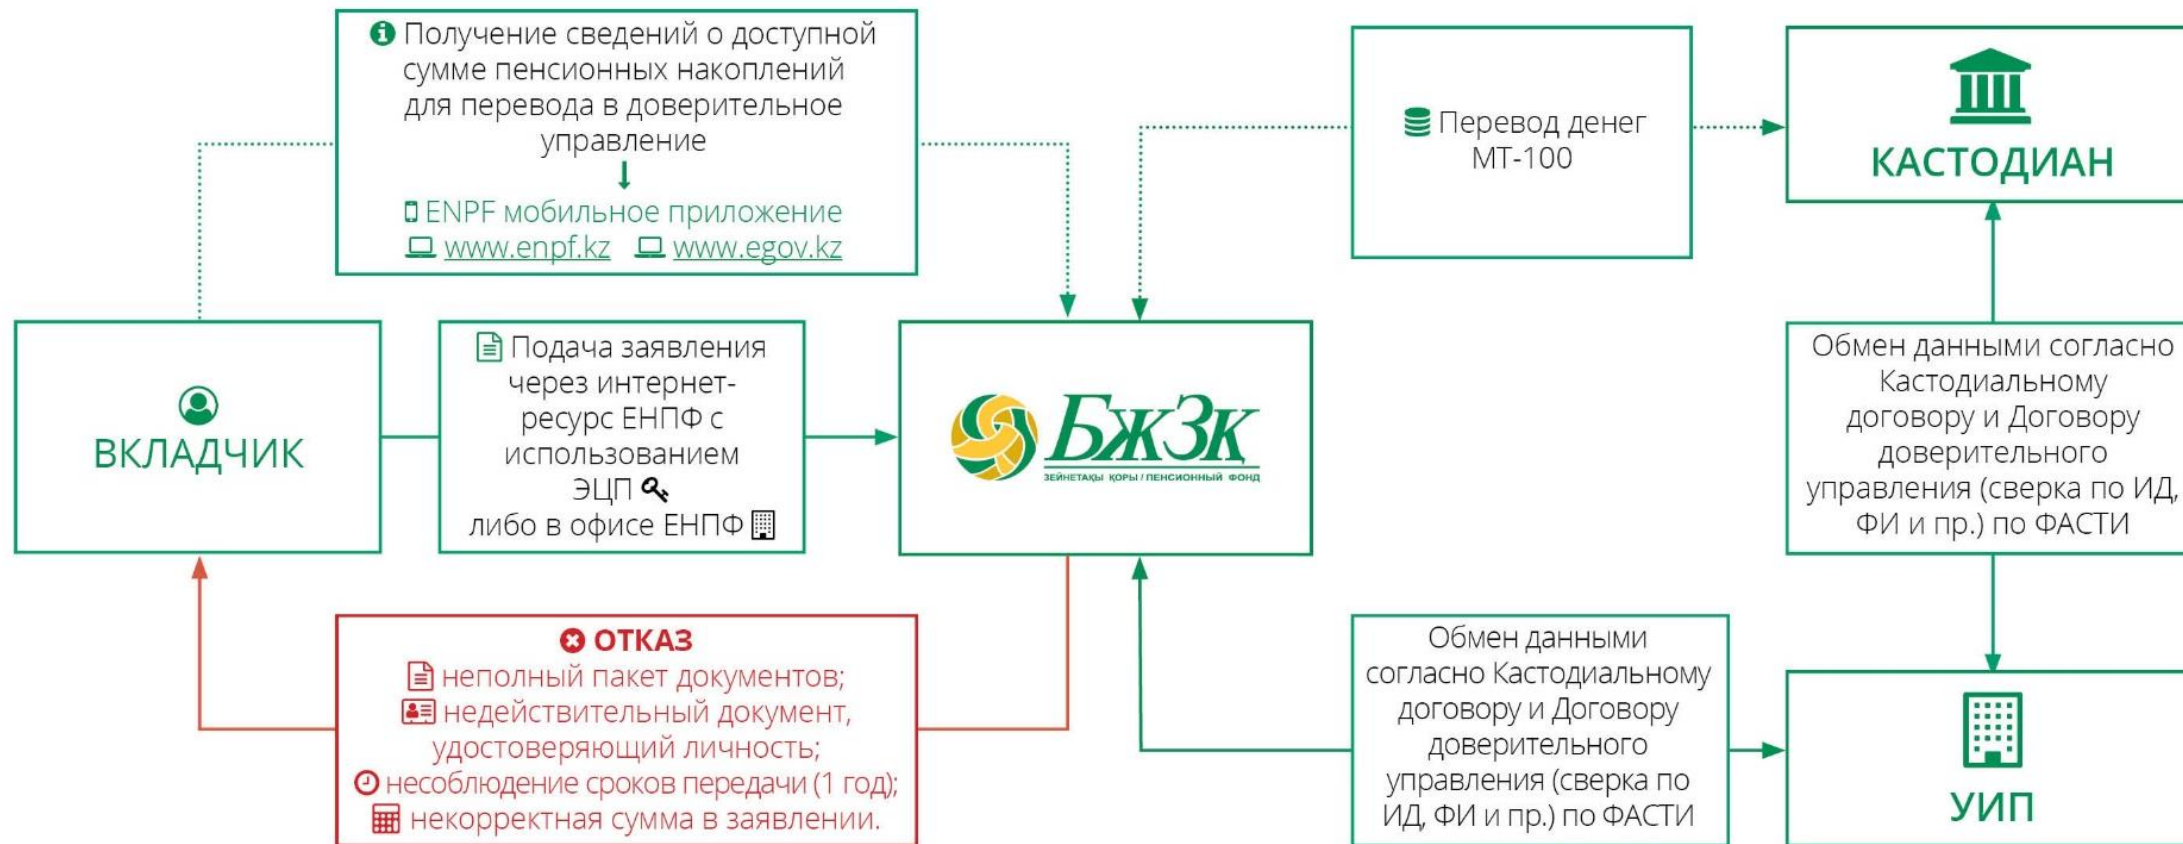 Получение сведений о доступной
сумме пенсионных накоплений
для перевода в доверительное
управление
ENPF мобильное приложение
www.enpf.kz www.egov.kz
Перевод денег
МТ-100
КАСТОДИАН
ВКЛАДЧИК
Подача заявления
через интернет-
ресурс ЕНПФ с
использованием
ЭЦП
либо в офисе ЕНПФ
БЖЗҚ
ЗЕЙНЕТАҚЫ ҚОРЫ / ПЕНСИОННЫЙ ФОНД
Обмен данными согласно
Кастодиальному
договору и Договору
доверительного
управления (сверка по ИД,
ФИ и пр.) по ФАСТИ
ОТКАЗ
неполный пакет документов;
недействительный документ,
удостоверяющий личность;
несоблюдение сроков передачи (1 год);
некорректная сумма в заявлении.
Обмен данными
согласно Кастодиальному
договору и Договору
доверительного
управления (сверка по
ИД, ФИ и пр.) по ФАСТИ
УИП